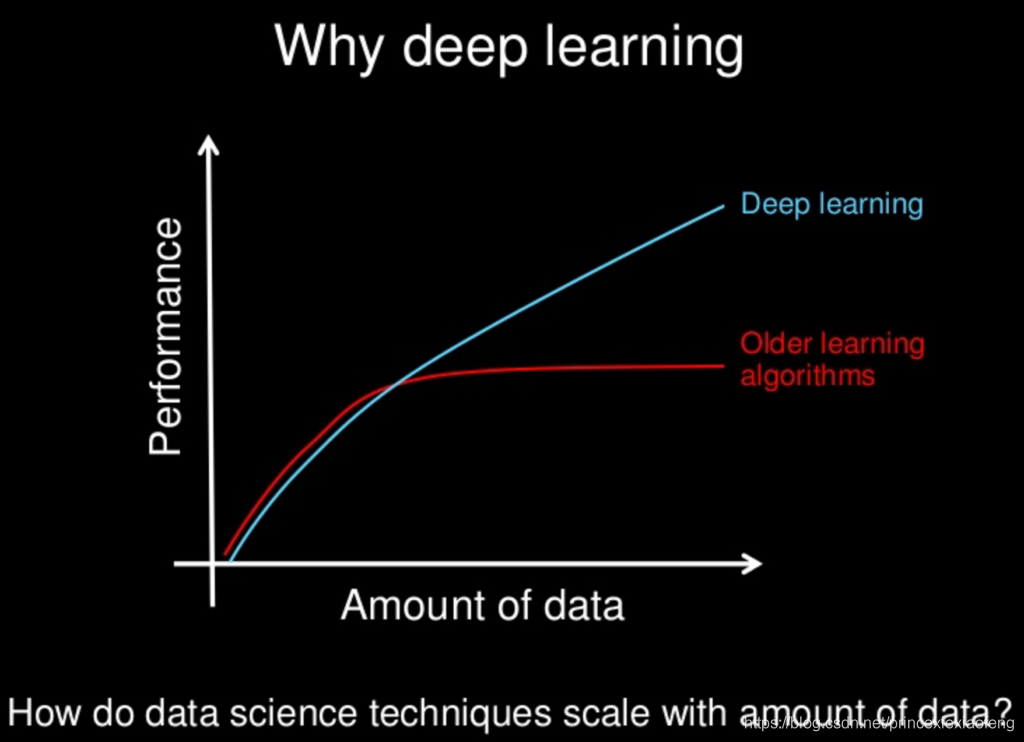 Why deep learning
Performance
Deep learning
Older learning
algorithms
Amount of data
How do data science techniques scale with amount of data?
https://blog.csdn.net/princexiexiaofeng